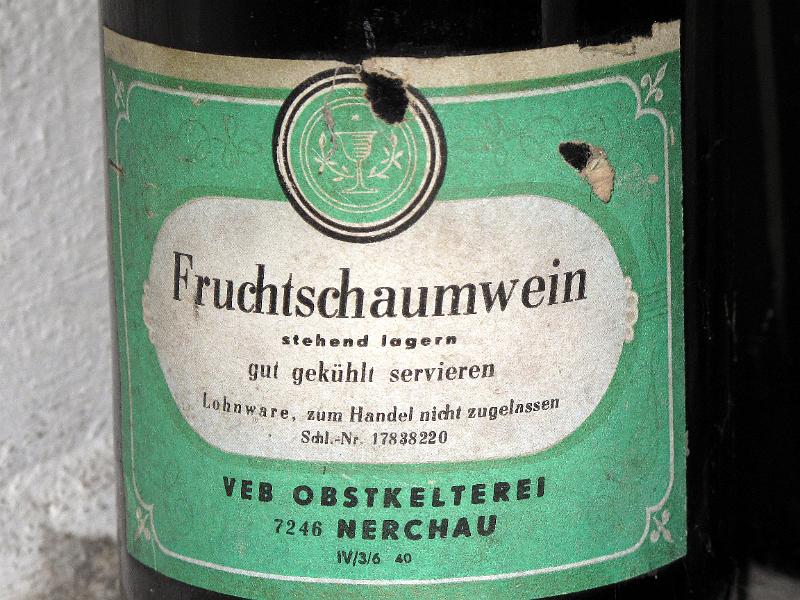 Fruchtschaumwein
stehend lagern
gut gekühlt servieren
Lohnware, zum Handel nicht zugelassen
Schl.-Nr. 17838220
VEB OBSTKELTEREI
7246 NERCHAU
IV/3/6 40